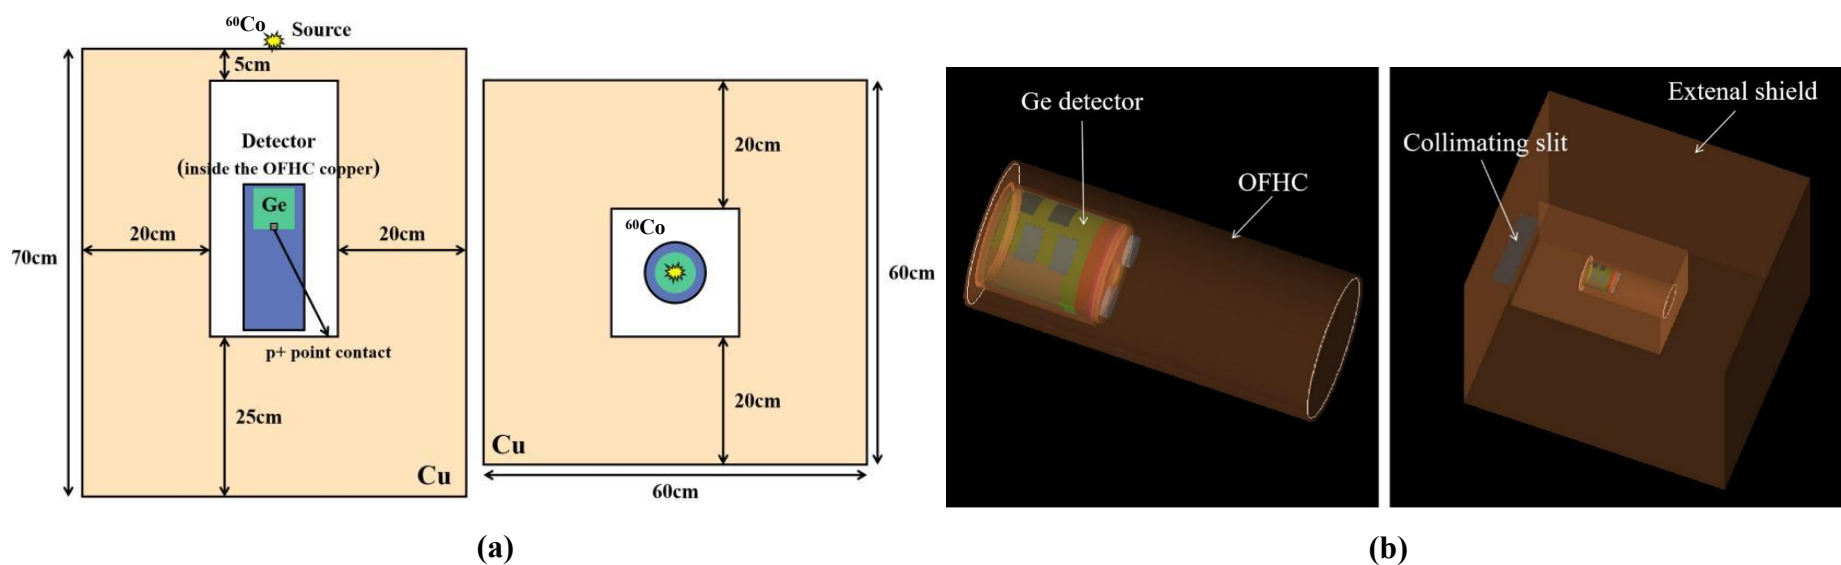 60Co
Source
5cm
Detector
(inside the OFHC copper)
Ge
20cm
20cm
70cm
p+ point contact
25cm
Cu
20cm
60Co
60cm
20cm
Cu
60cm
(a)
Ge detector
OFHC
Extenal shield
Collimating slit
(b)